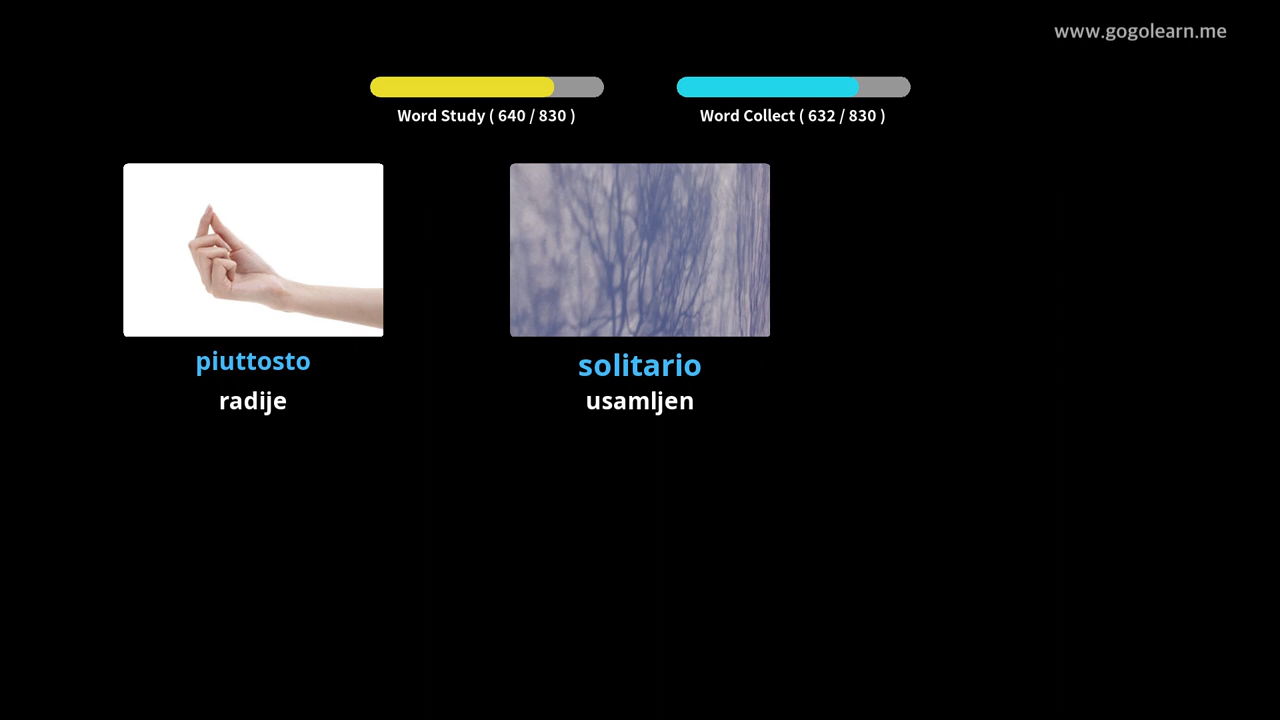 www.gogolearn.me
Word Study ( 640 / 830 )
Word Collect ( 632 / 830 )
piuttosto
radije
solitario
usamljen